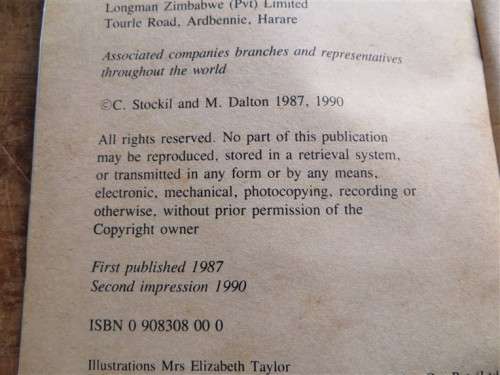 Longman Zimbabwe (Pvt) Limited
Tourle Road, Ardbennie, Harare
Associated companies branches and representatives
throughout the world
©C. Stockil and M. Dalton 1987, 1990
All rights reserved. No part of this publication
may be reproduced, stored in a retrieval system,
or transmitted in any form or by any means,
electronic, mechanical, photocopying, recording or
otherwise, without prior permission of the
Copyright owner
First published 1987
Second impression 1990
ISBN 0 908308 00 0
Illustrations Mrs Elizabeth Taylor